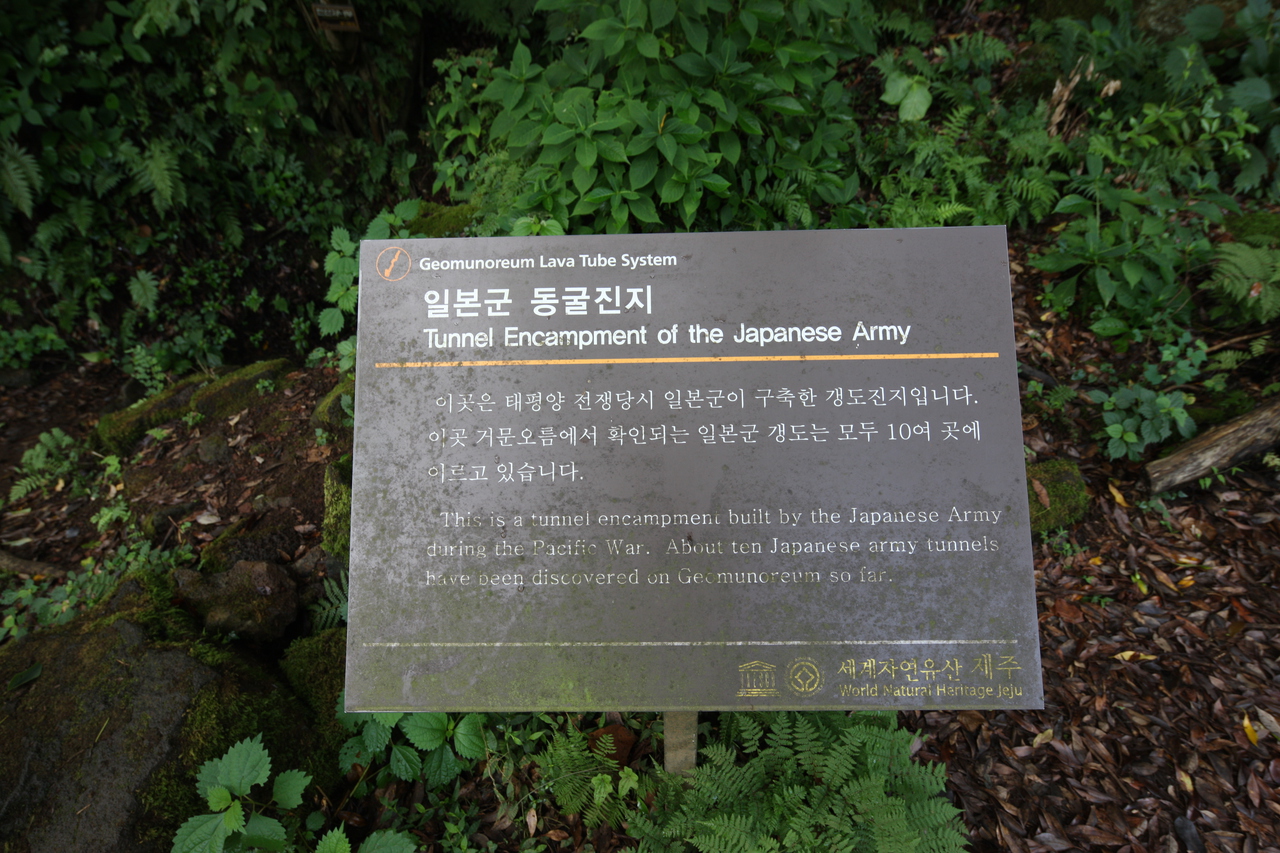 Geomunoreum Lava Tube System
일본군 동굴진지
Tunnel Encampment of the Japanese Army
이곳은 태평양 전쟁당시 일본군이 구축한 갱도진지입니다.
이곳 거문오름에서 확인되는 일본군 갱도는 모두 10여 곳에
이르고 있습니다.
This is a tunnel encampment built by the Japanese Army
during the Pacific War. About ten Japanese army tunnels
have been discovered on Geomunoreum so far.
세계자연유산 제주
World Natural Heritage Jeju